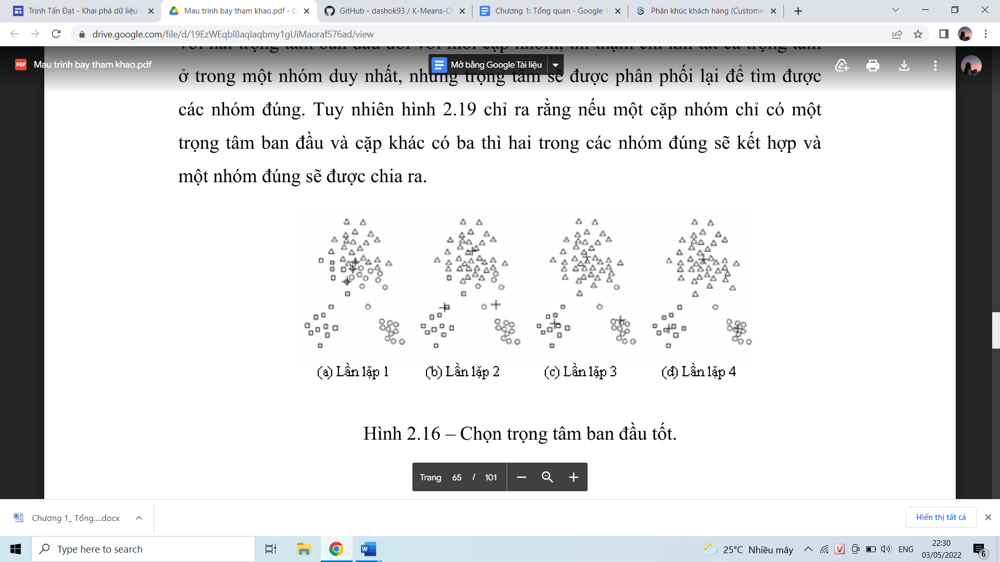 Trịnh Tấn Đạt - Khai phá dữ liệu -
Mau trinh bay tham khao.pdf - G
GitHub - dashok93 / K-Means-Cl
Chương 1: Tổng quan - Google T
Phân khúc khách hàng (Custome
drive.google.com/file/d/19EzWEqbl8aqIaqbmy1gUiMaorafS76ad/view
PDF Mau trinh bay tham khao.pdf
Mở bằng Google Tài liệu
ở trong một nhóm duy nhất, nhưng trọng tâm sẽ được phân phối lại để tìm được
các nhóm đúng. Tuy nhiên hình 2.19 chỉ ra rằng nếu một cặp nhóm chỉ có một
trọng tâm ban đầu và cặp khác có ba thì hai trong các nhóm đúng sẽ kết hợp và
một nhóm đúng sẽ được chia ra.
(a) Lần lặp 1 (b) Lần lặp 2 (c) Lần lặp 3 (d) Lần lặp 4
Hình 2.16 – Chọn trọng tâm ban đầu tốt.
Trang 65 / 101
Chương 1_ Tổng....docx
Hiển thị tất cả
Type here to search
25°C Nhiều mây
ENG
22:30
03/05/2022
6